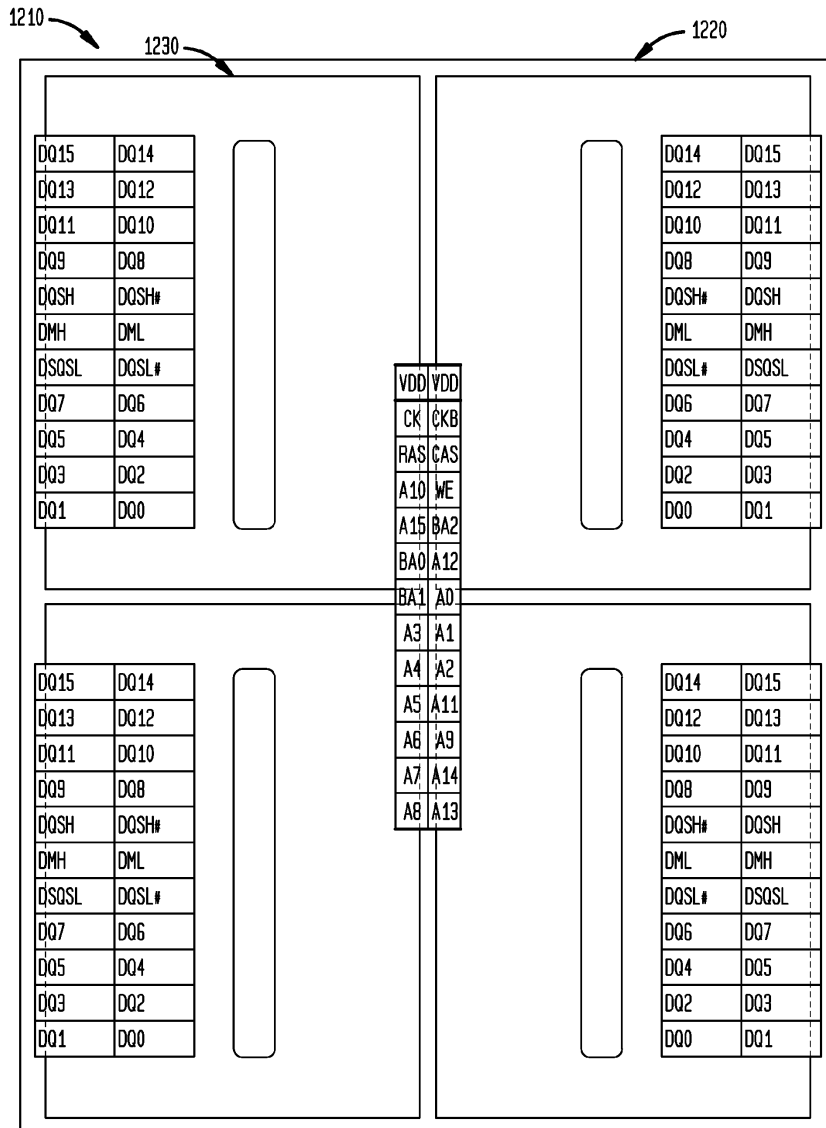 1210
1230
1220
DQ15 DQ14
DQ13 DQ12
DQ11 DQ10
DQ9 DQ8
DQSH DQSH#
DMH DML
DSQSL DQSL#
DQ7 DQ6
DQ5 DQ4
DQ3 DQ2
DQ1 DQ0
DQ14 DQ15
DQ12 DQ13
DQ10 DQ11
DQ8 DQ9
DQSH# DQSH
DML DMH
DQSL# DSQSL
DQ6 DQ7
DQ4 DQ5
DQ2 DQ3
DQ0 DQ1
VDD VDD
CK CKB
RAS CAS
A10 WE
A15 BA2
BA0 A12
BA1 A0
A3 A1
A4 A2
A5 A11
A6 A9
A7 A14
A8 A13
DQ15 DQ14
DQ13 DQ12
DQ11 DQ10
DQ9 DQ8
DQSH DQSH#
DMH DML
DSQSL DQSL#
DQ7 DQ6
DQ5 DQ4
DQ3 DQ2
DQ1 DQ0
DQ14 DQ15
DQ12 DQ13
DQ10 DQ11
DQ8 DQ9
DQSH# DQSH
DML DMH
DQSL# DSQSL
DQ6 DQ7
DQ4 DQ5
DQ2 DQ3
DQ0 DQ1